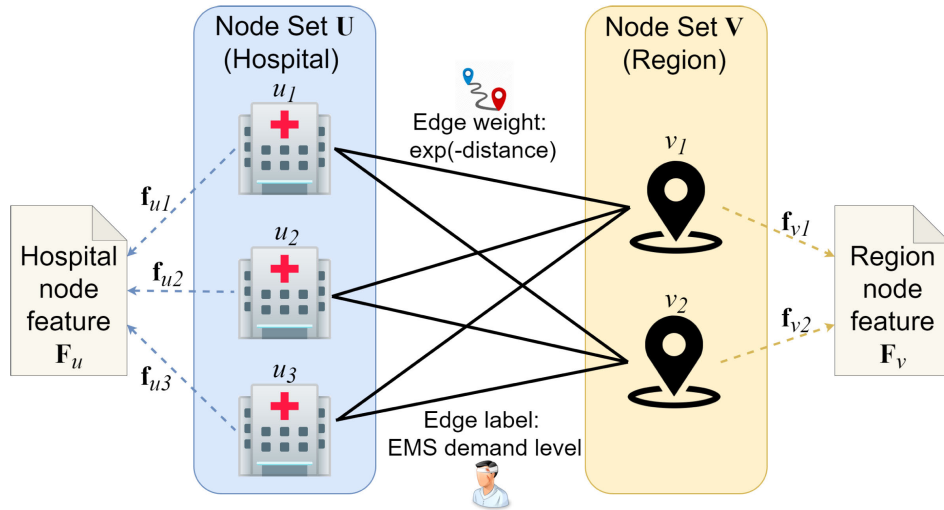 Node Set U
(Hospital)
Node Set V
(Region)
u1
Edge weight:
exp(-distance)
v1
fu1
fv1
Hospital
node
feature
Fu
fu2
u2
Region
node
feature
Fv
v2
fv2
fu3
u3
Edge label:
EMS demand level